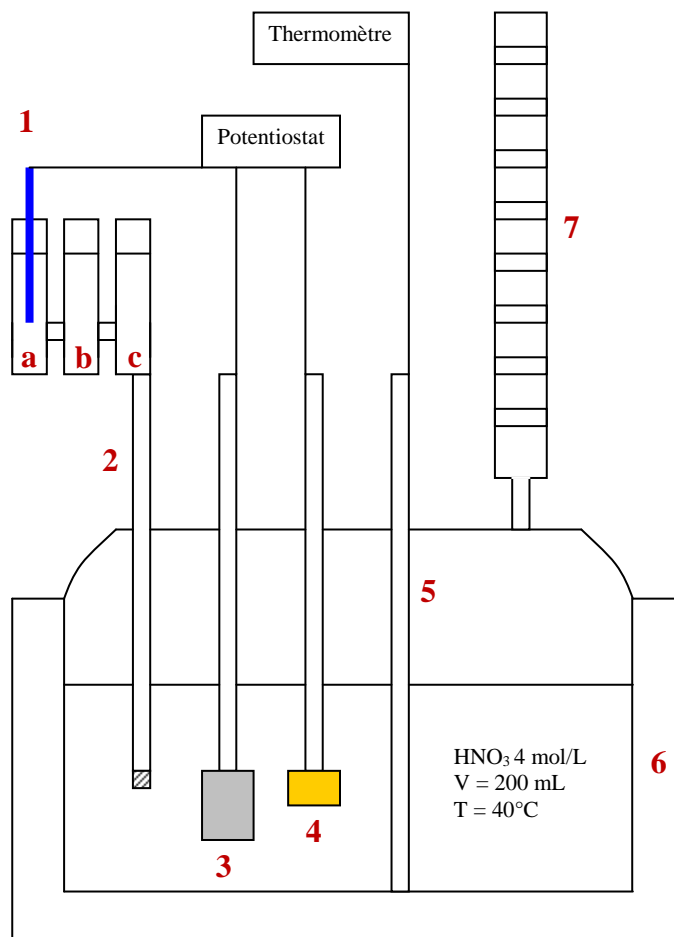 Thermomètre
1
Potentiostat
7
a b c
2
5
HNO₃ 4 mol/L
V = 200 mL
T = 40°C
6
3
4